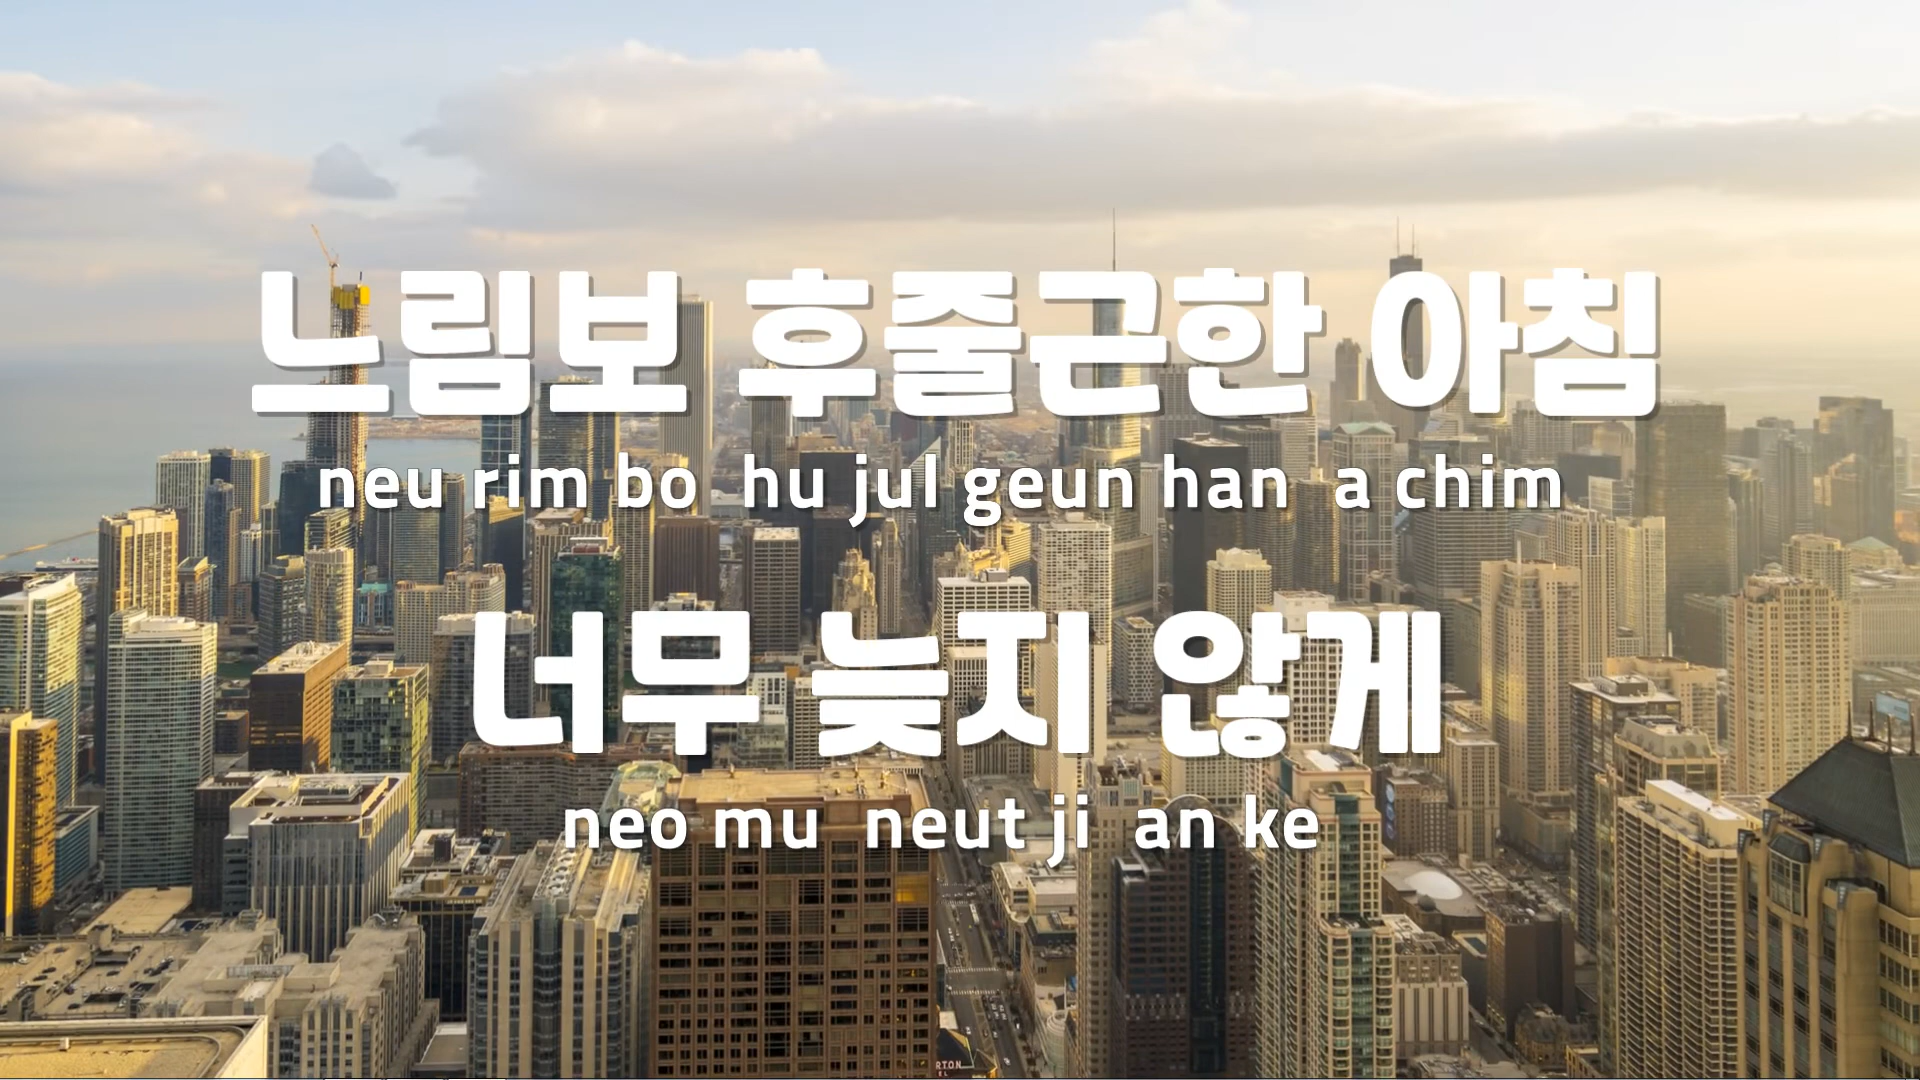 느림보 후줄근한 아침
neu rim bo hu jul geun han a chim
너무 늦지 않게
neo mu neut ji an ke